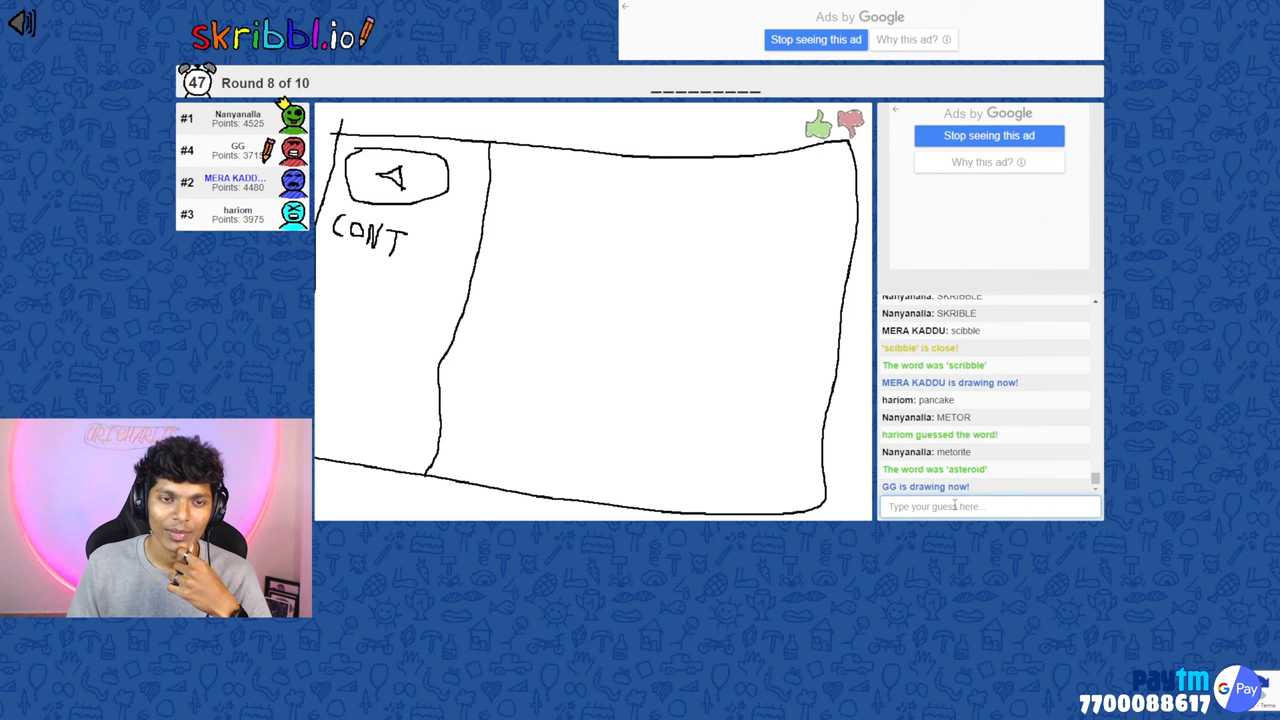 skribbl.io
Ads by Google
Stop seeing this ad
Why this ad?
47
Round 8 of 10
_________
#1
Nanyanalla
Points: 4525
#4
GG
#2
MERA KADD...
Points: 4480
#3
hariom
Points: 3975
CONT
Ads by Google
Stop seeing this ad
Why this ad?
Nanyanalla: SKRIBBLE
Nanyanalla: SKRIBLE
MERA KADDU: scibble
'scibble' is close!
The word was 'scribble'
MERA KADDU is drawing now!
hariom: pancake
Nanyanalla: METOR
hariom guessed the word!
Nanyanalla: metorite
The word was 'asteroid'
GG is drawing now!
Type your guess here...
paytm
7700088617
G Pay